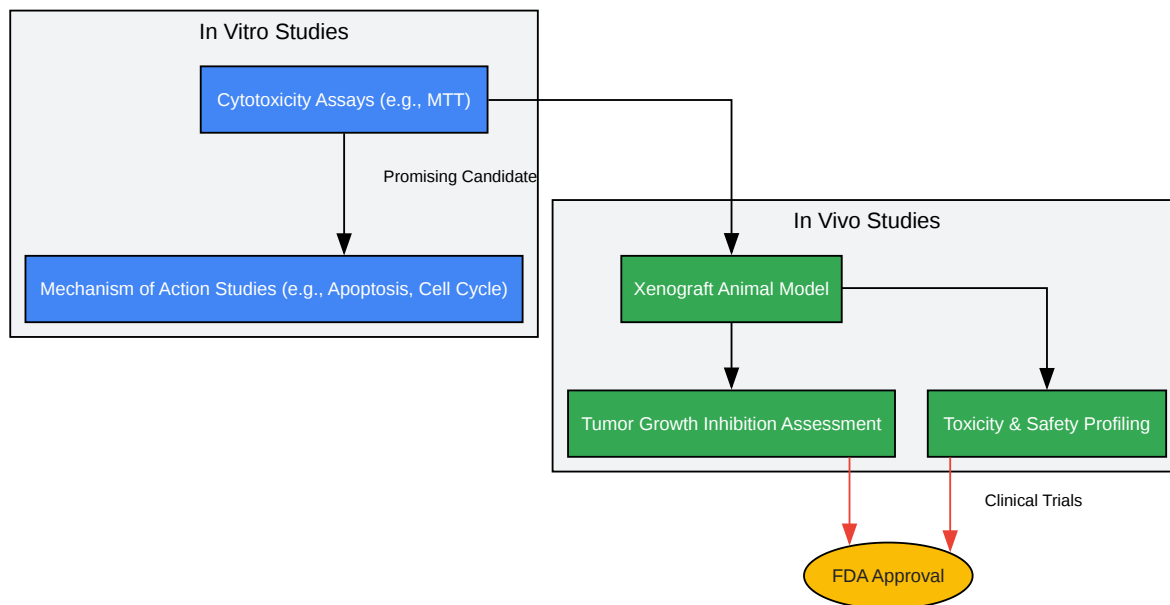 In Vitro Studies
Cytotoxicity Assays (e.g., MTT)
Promising Candidate
Mechanism of Action Studies (e.g., Apoptosis, Cell Cycle)
In Vivo Studies
Xenograft Animal Model
Tumor Growth Inhibition Assessment
Toxicity & Safety Profiling
Clinical Trials
FDA Approval